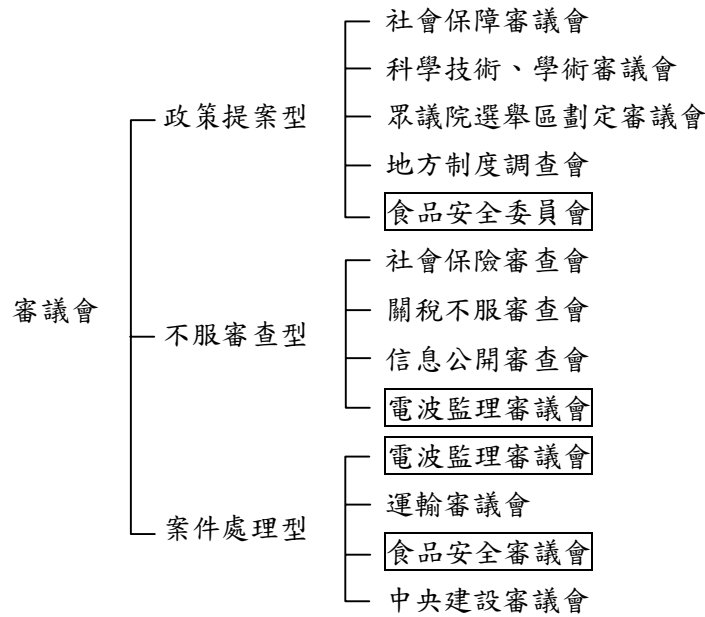 社會保障審議會
科學技術、學術審議會
政策提案型
眾議院選舉區劃定審議會
地方制度調查會
食品安全委員會
社會保險審查會
關稅不服審查會
審議會
不服審查型
信息公開審查會
電波監理審議會
電波監理審議會
運輸審議會
案件處理型
食品安全審議會
中央建設審議會